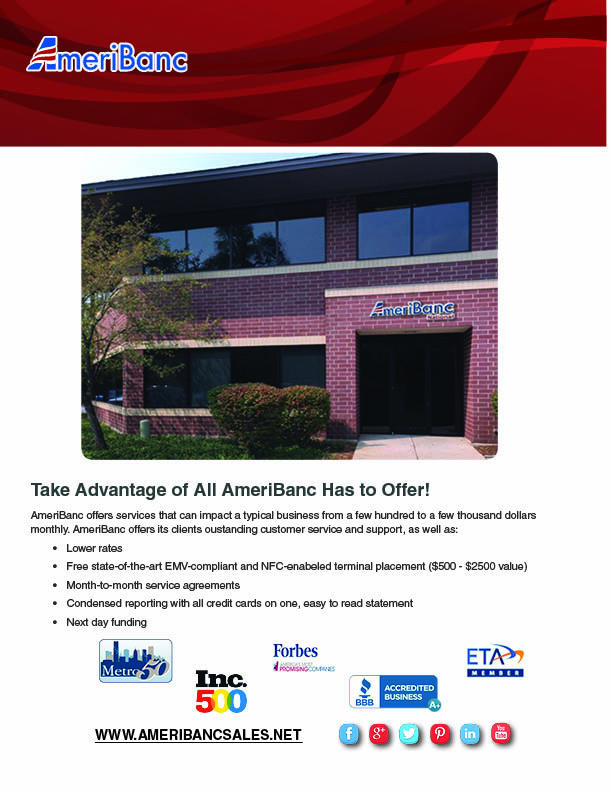 AmeriBanc
AmeriBanc
National
Take Advantage of All AmeriBanc Has to Offer!
AmeriBanc offers services that can impact a typical business from a few hundred to a few thousand dollars
monthly. AmeriBanc offers its clients oustanding customer service and support, as well as:
• Lower rates
• Free state-of-the-art EMV-compliant and NFC-enabeled terminal placement ($500 - $2500 value)
• Month-to-month service agreements
• Condensed reporting with all credit cards on one, easy to read statement
• Next day funding
Metro 50
Forbes
AMERICA'S MOST
PROMISING COMPANIES
ETA
MEMBER
Inc.
500
BBB
ACCREDITED
BUSINESS
A+
WWW.AMERIBANCSALES.NET
f g+ p in You
Tube